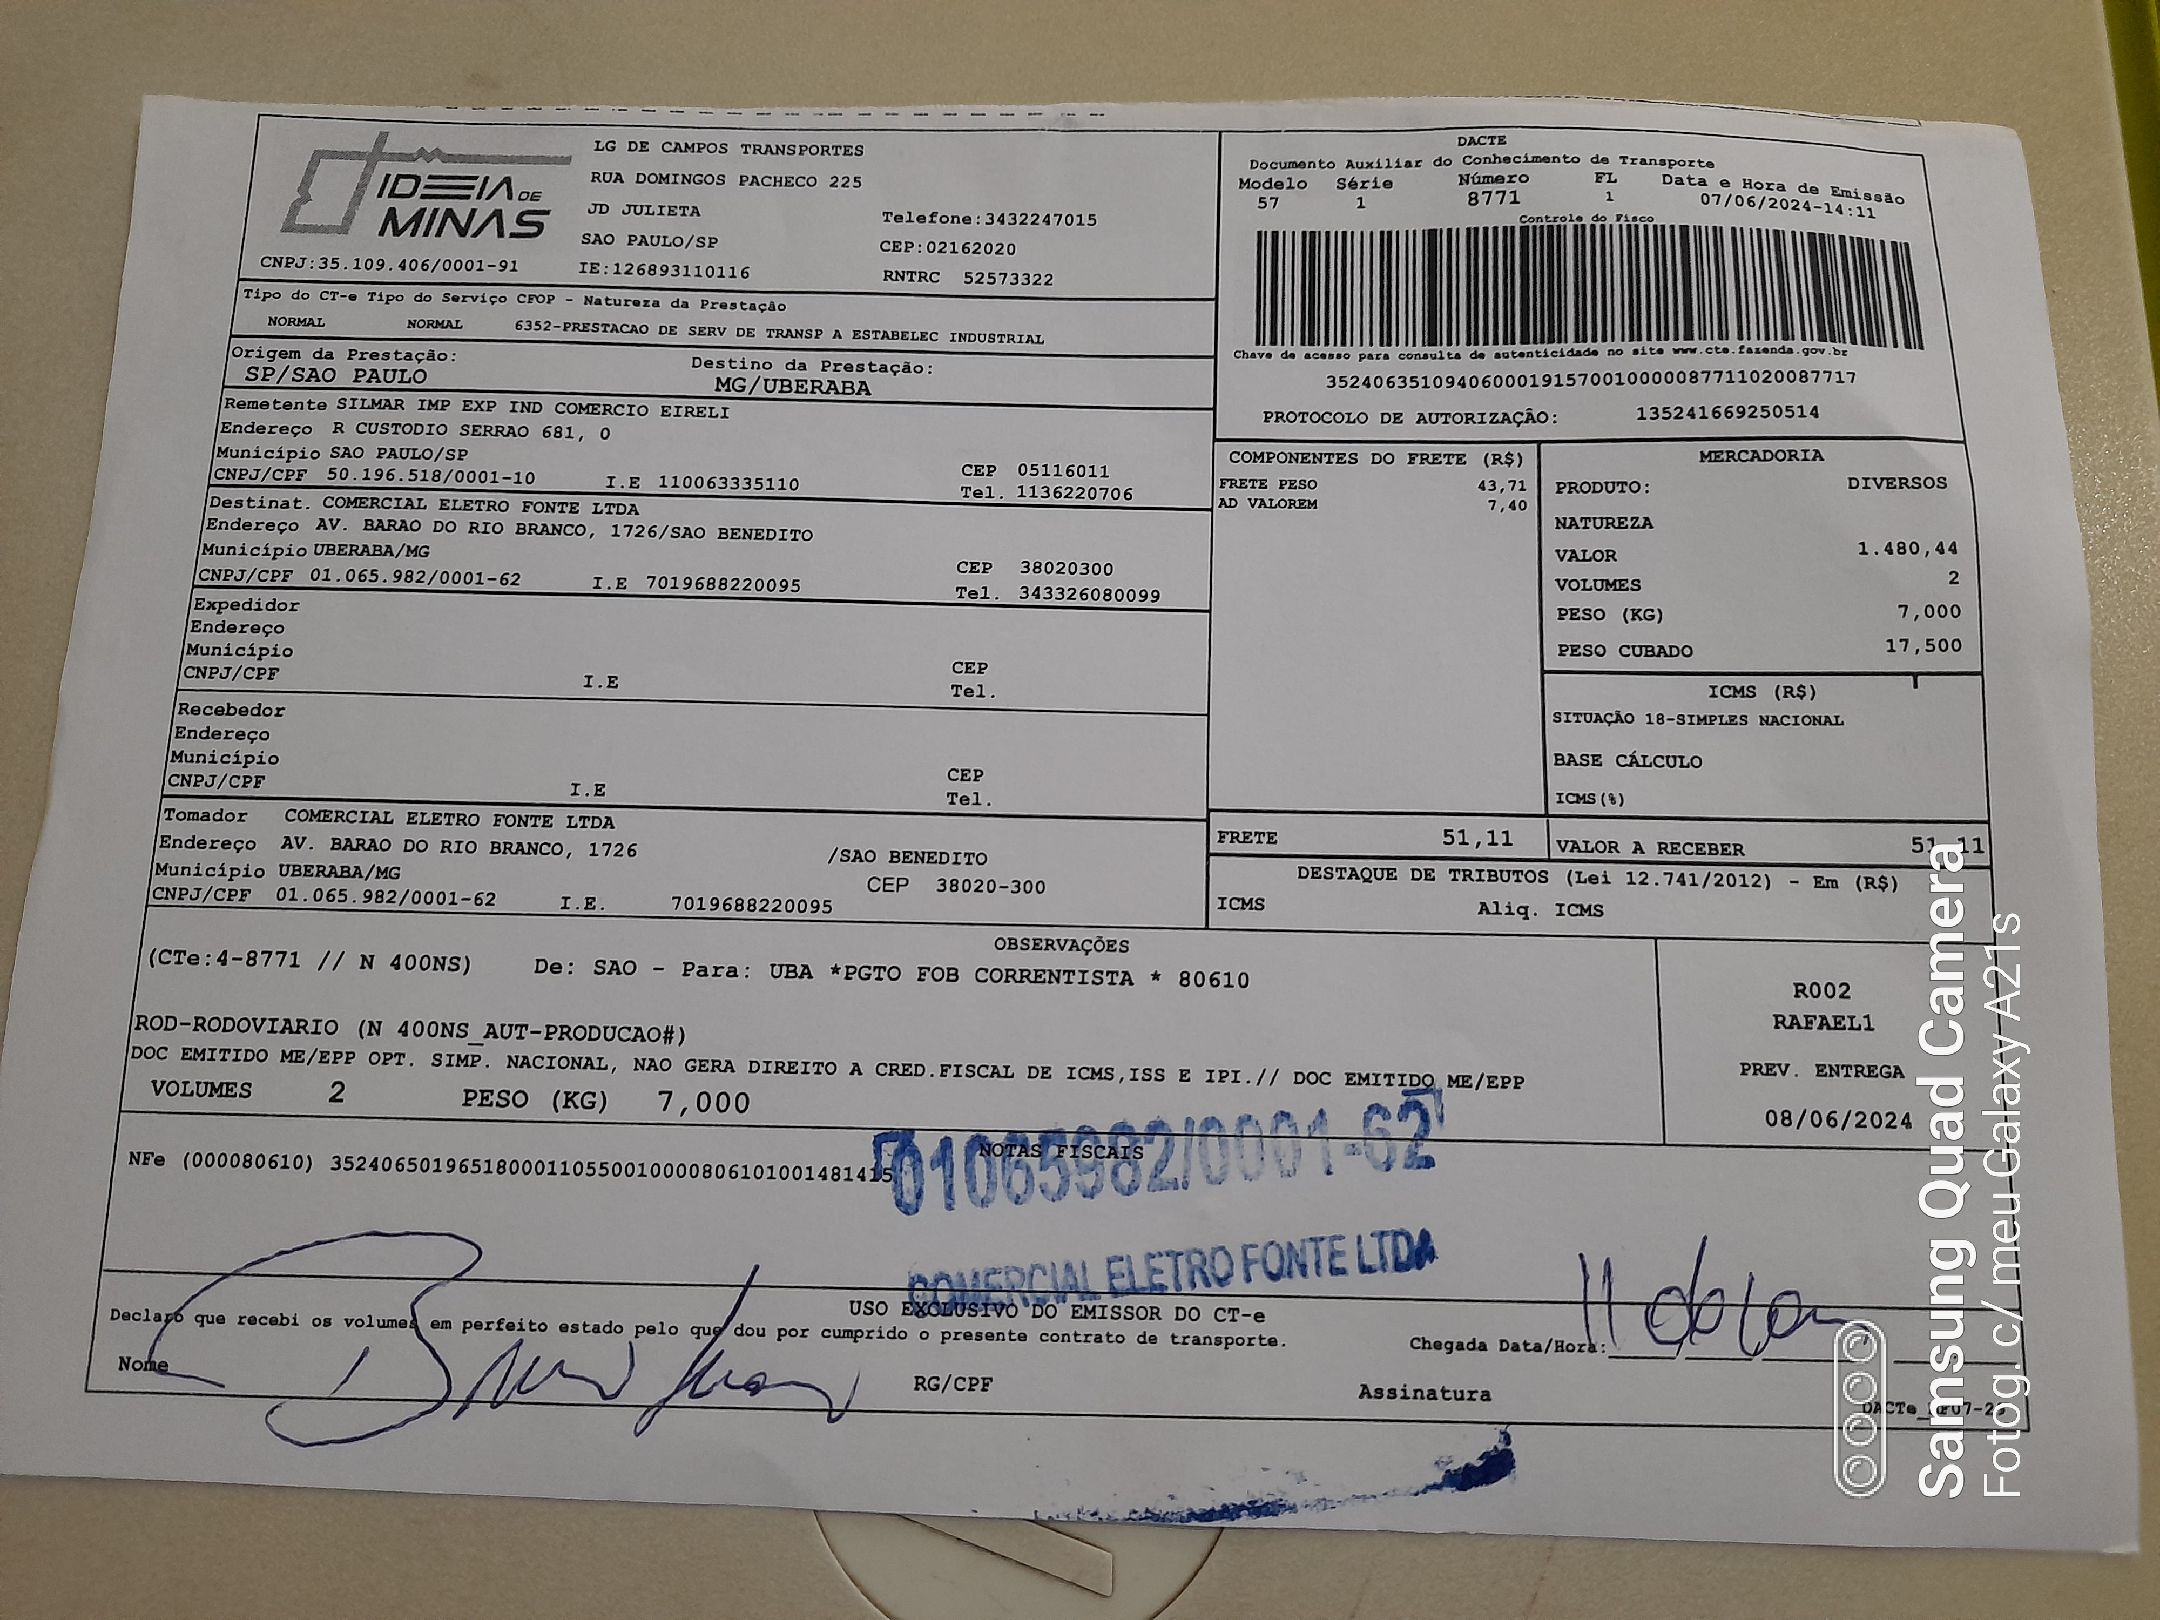 IDEIA DE MINAS
CNPJ:35.109.406/0001-91
LG DE CAMPOS TRANSPORTES
RUA DOMINGOS PACHECO 225
JD JULIETA
Telefone:3432247015
SAO PAULO/SP
CEP:02162020
IE:126893110116
RNTRC 52573322
DACTE
Documento Auxiliar do Conhecimento de Transporte
Modelo Série Número FL Data e Hora de Emissão
57 1 8771 1 07/06/2024-14:11
Controle do Fisco
Chave de acesso para consulta de autenticidade no site www.cte.fazenda.gov.br
35240635109406000191570010000087711020087717
PROTOCOLO DE AUTORIZAÇÃO: 135241669250514
Tipo do CT-e Tipo do Serviço CFOP - Natureza da Prestação
NORMAL NORMAL 6352-PRESTACAO DE SERV DE TRANSP A ESTABELEC INDUSTRIAL
Origem da Prestação: Destino da Prestação:
SP/SAO PAULO MG/UBERABA
Remetente SILMAR IMP EXP IND COMERCIO EIRELI
Endereço R CUSTODIO SERRAO 681, 0
Município SAO PAULO/SP CEP 05116011
CNPJ/CPF 50.196.518/0001-10 I.E 110063335110 Tel. 1136220706
Destinat. COMERCIAL ELETRO FONTE LTDA
Endereço AV. BARAO DO RIO BRANCO, 1726/SAO BENEDITO
Município UBERABA/MG CEP 38020300
CNPJ/CPF 01.065.982/0001-62 I.E 7019688220095 Tel. 343326080099
Expedidor
Endereço
Município CEP
CNPJ/CPF I.E Tel.
Recebedor
Endereço
Município CEP
CNPJ/CPF I.E Tel.
Tomador COMERCIAL ELETRO FONTE LTDA
Endereço AV. BARAO DO RIO BRANCO, 1726 /SAO BENEDITO
Município UBERABA/MG CEP 38020-300
CNPJ/CPF 01.065.982/0001-62 I.E. 7019688220095
COMPONENTES DO FRETE (R$)
FRETE PESO 43,71
AD VALOREM 7,40
MERCADORIA
PRODUTO: DIVERSOS
NATUREZA
VALOR 1.480,44
VOLUMES 2
PESO (KG) 7,000
PESO CUBADO 17,500
ICMS (R$)
SITUAÇÃO 18-SIMPLES NACIONAL
BASE CÁLCULO
ICMS(%)
FRETE 51,11 VALOR A RECEBER 51,11
DESTAQUE DE TRIBUTOS (Lei 12.741/2012) - Em (R$)
ICMS Aliq. ICMS
OBSERVAÇÕES
(CTe:4-8771 // N 400NS) De: SAO - Para: UBA *PGTO FOB CORRENTISTA * 80610
ROD-RODOVIARIO (N 400NS_AUT-PRODUCAO#)
DOC EMITIDO ME/EPP OPT. SIMP. NACIONAL, NAO GERA DIREITO A CRED.FISCAL DE ICMS,ISS E IPI.// DOC EMITIDO ME/EPP
VOLUMES 2 PESO (KG) 7,000
R002
RAFAEL1
PREV. ENTREGA
08/06/2024
NOTAS FISCAIS
NFe (000080610) 35240650196518000110550010000806101001481415
01065982/0001-62
COMERCIAL ELETRO FONTE LTDA
USO EXCLUSIVO DO EMISSOR DO CT-e
Declaro que recebi os volumes em perfeito estado pelo que dou por cumprido o presente contrato de transporte.
Chegada Data/Hora:
Nome RG/CPF Assinatura
Samsung Quad Camera
Fotog. c/ meu Galaxy A21s